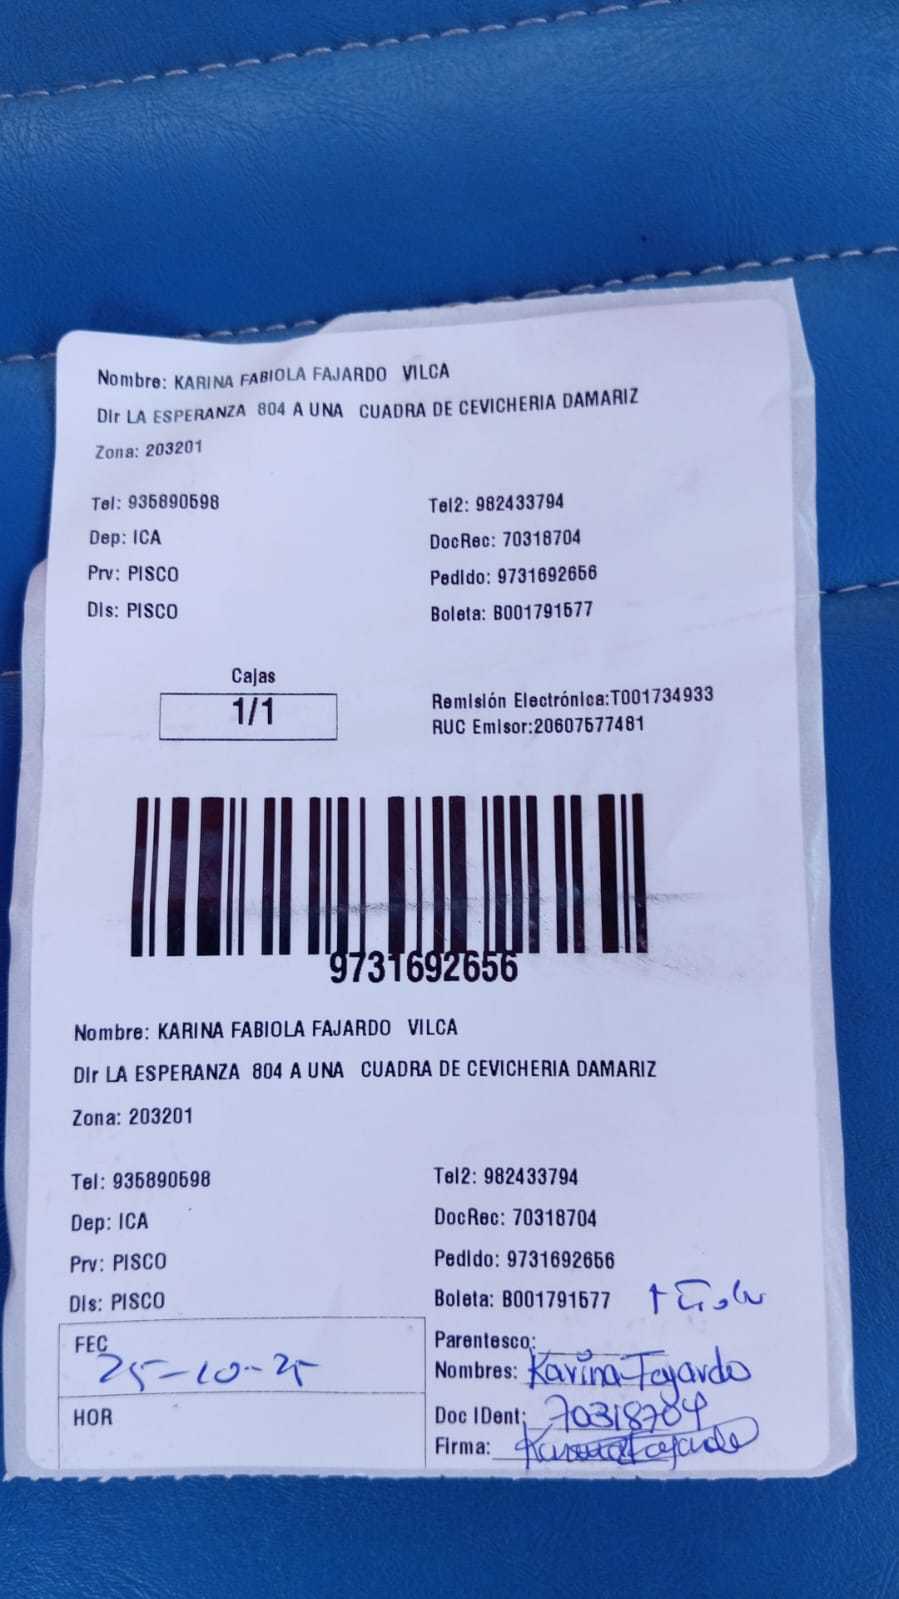 Nombre: KARINA FABIOLA FAJARDO VILCA
Dir LA ESPERANZA 804 A UNA CUADRA DE CEVICHERIA DAMARIZ
Zona: 203201
Tel: 935890598 Tel2: 982433794
Dep: ICA DocRec: 70318704
Prv: PISCO Pedido: 9731692656
Dis: PISCO Boleta: B001791577
Cajas
1/1
Remisión Electrónica:T001734933
RUC Emisor:20607577481
9731692656
Nombre: KARINA FABIOLA FAJARDO VILCA
Dir LA ESPERANZA 804 A UNA CUADRA DE CEVICHERIA DAMARIZ
Zona: 203201
Tel: 935890598 Tel2: 982433794
Dep: ICA DocRec: 70318704
Prv: PISCO Pedido: 9731692656
Dis: PISCO Boleta: B001791577
FEC 25-10-25
HOR
Parentesco:
Nombres: Karina Fajardo
Doc IDent: 70318704
Firma: Karina Fajardo